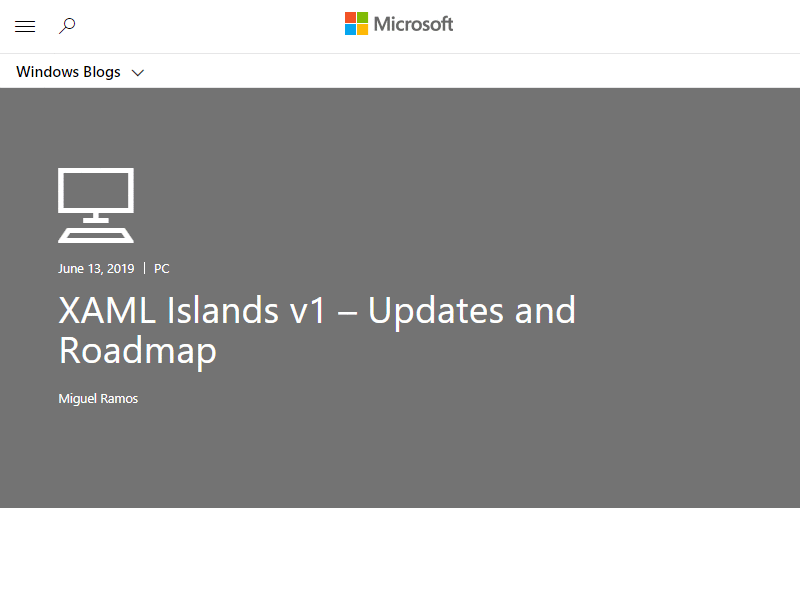 Microsoft
Windows Blogs
June 13, 2019 | PC
XAML Islands v1 – Updates and
Roadmap
Miguel Ramos